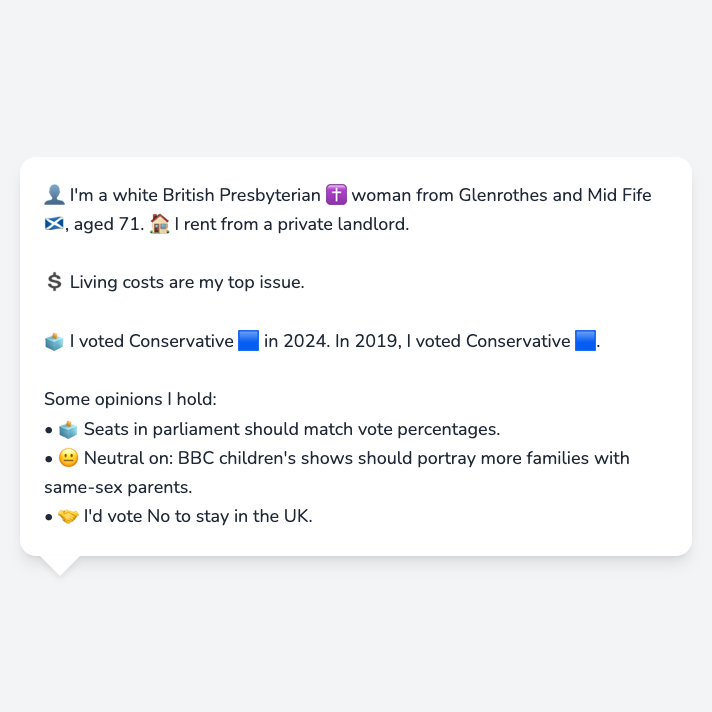 👤 I'm a white British Presbyterian ✝️ woman from Glenrothes and Mid Fife
🏴󠁧󠁢󠁳󠁣󠁴󠁿, aged 71. 🏠 I rent from a private landlord.
💲 Living costs are my top issue.
🗳️ I voted Conservative 🟦 in 2024. In 2019, I voted Conservative 🟦.
Some opinions I hold:
• 🗳️ Seats in parliament should match vote percentages.
• 😐 Neutral on: BBC children's shows should portray more families with
same-sex parents.
• 🤝 I'd vote No to stay in the UK.